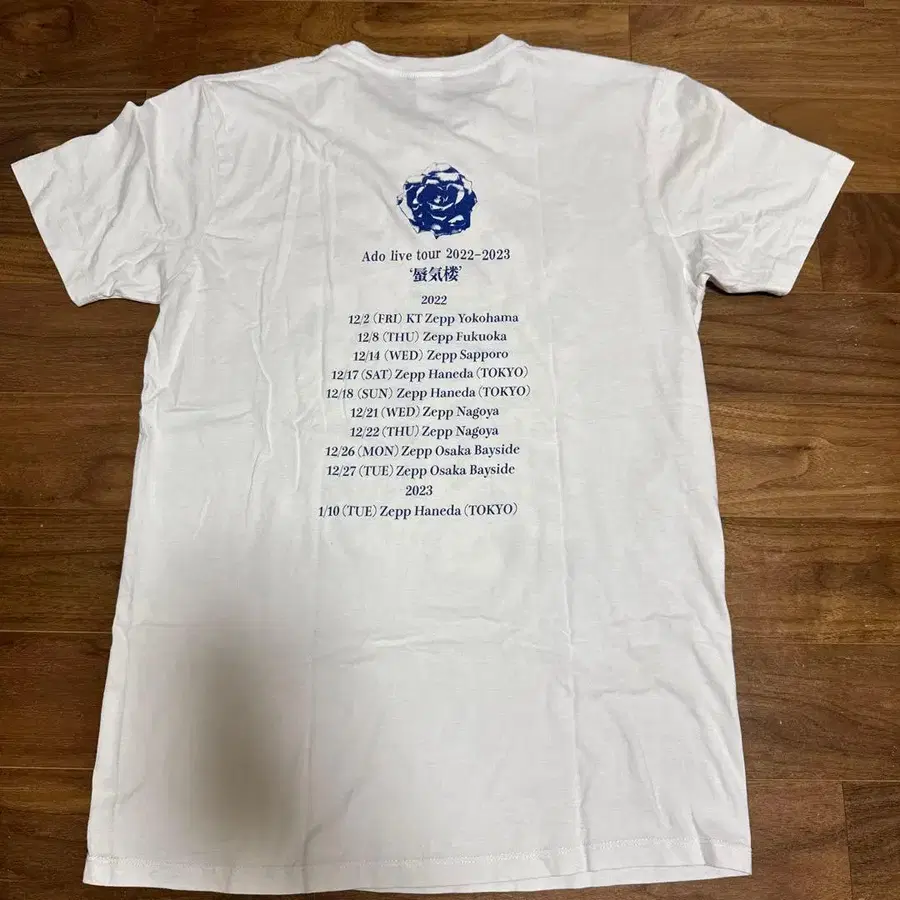 Ado live tour 2022-2023
‘蜃気楼’
2022
12/2 (FRI) KT Zepp Yokohama
12/8 (THU) Zepp Fukuoka
12/14 (WED) Zepp Sapporo
12/17 (SAT) Zepp Haneda (TOKYO)
12/18 (SUN) Zepp Haneda (TOKYO)
12/21 (WED) Zepp Nagoya
12/22 (THU) Zepp Nagoya
12/26 (MON) Zepp Osaka Bayside
12/27 (TUE) Zepp Osaka Bayside
2023
1/10 (TUE) Zepp Haneda (TOKYO)